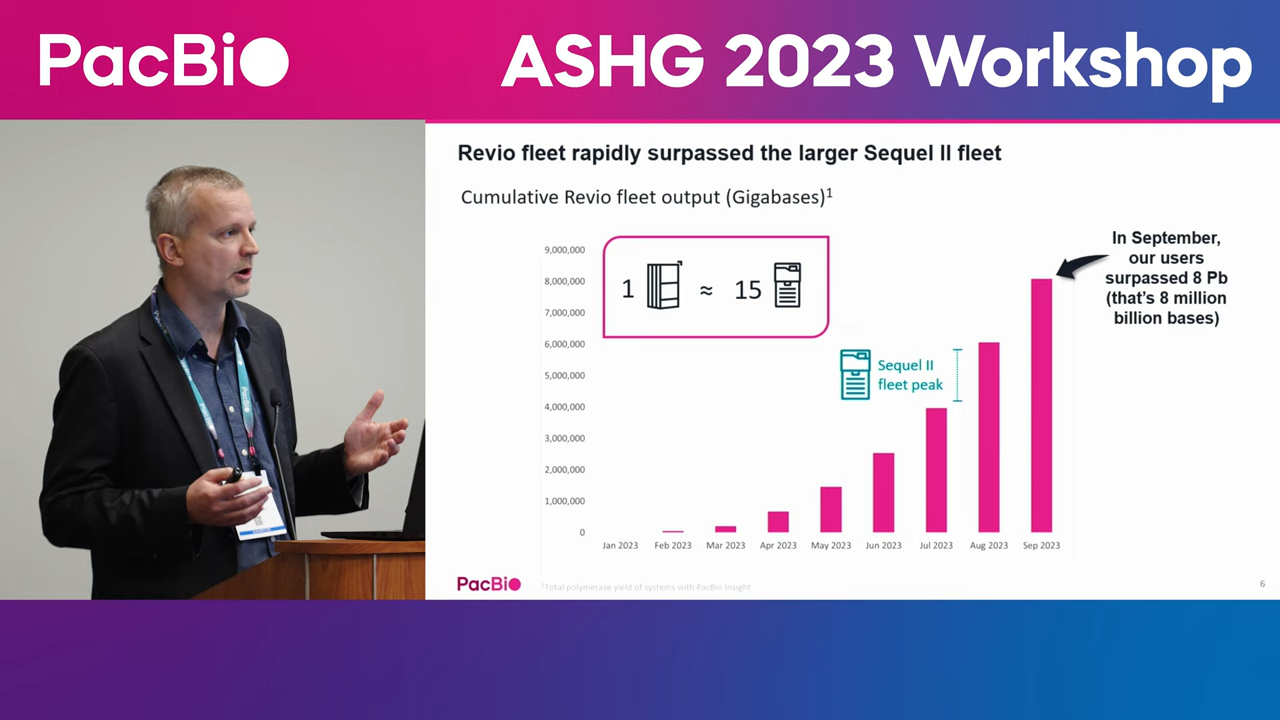 PacBio
ASHG 2023 Workshop
Revio fleet rapidly surpassed the larger Sequel II fleet
Cumulative Revio fleet output (Gigabases)¹
9,000,000
8,000,000
7,000,000
6,000,000
5,000,000
4,000,000
3,000,000
2,000,000
1,000,000
0
1 ≈ 15
Sequel II
fleet peak
In September,
our users
surpassed 8 Pb
(that's 8 million
billion bases)
Jan 2023 Feb 2023 Mar 2023 Apr 2023 May 2023 Jun 2023 Jul 2023 Aug 2023 Sep 2023
PacBio
¹Total polymerase yield of systems with PacBio Insight
6